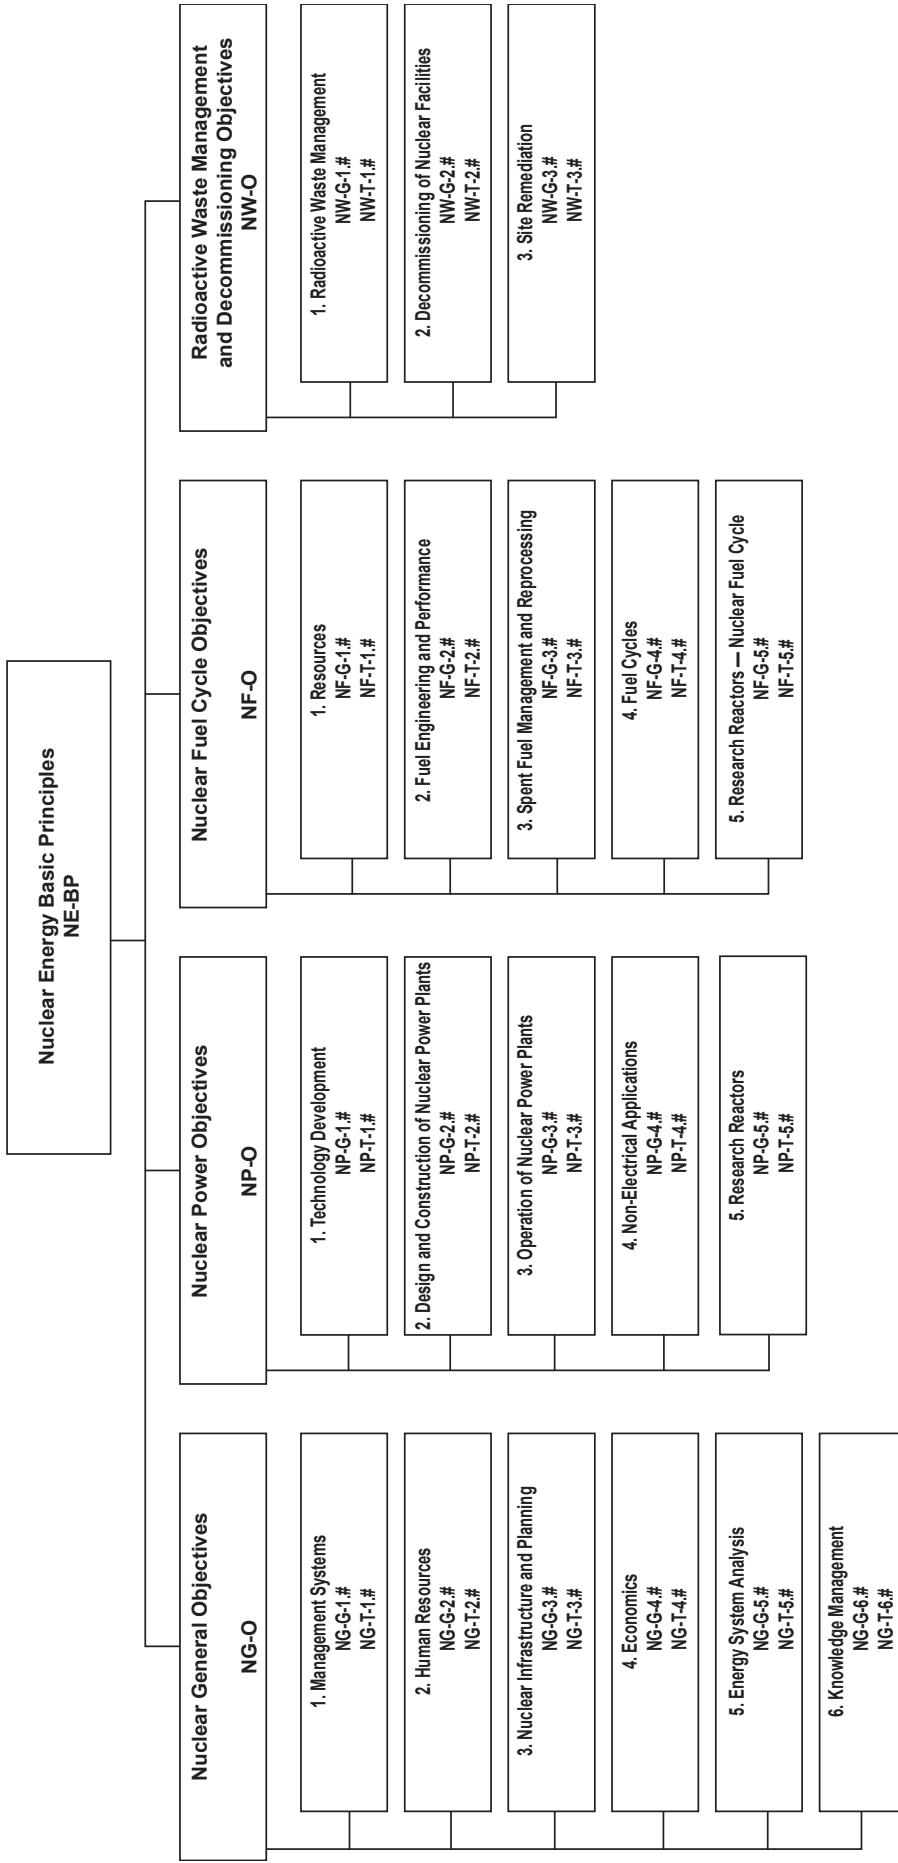 Nuclear Energy Basic Principles
NE-BP
Nuclear General Objectives
NG-O
1. Management Systems
NG-G-1.#
NG-T-1.#
2. Human Resources
NG-G-2.#
NG-T-2.#
3. Nuclear Infrastructure and Planning
NG-G-3.#
NG-T-3.#
4. Economics
NG-G-4.#
NG-T-4.#
5. Energy System Analysis
NG-G-5.#
NG-T-5.#
6. Knowledge Management
NG-G-6.#
NG-T-6.#
Nuclear Power Objectives
NP-O
1. Technology Development
NP-G-1.#
NP-T-1.#
2. Design and Construction of Nuclear Power Plants
NP-G-2.#
NP-T-2.#
3. Operation of Nuclear Power Plants
NP-G-3.#
NP-T-3.#
4. Non-Electrical Applications
NP-G-4.#
NP-T-4.#
5. Research Reactors
NP-G-5.#
NP-T-5.#
Nuclear Fuel Cycle Objectives
NF-O
1. Resources
NF-G-1.#
NF-T-1.#
2. Fuel Engineering and Performance
NF-G-2.#
NF-T-2.#
3. Spent Fuel Management and Reprocessing
NF-G-3.#
NF-T-3.#
4. Fuel Cycles
NF-G-4.#
NF-T-4.#
5. Research Reactors — Nuclear Fuel Cycle
NF-G-5.#
NF-T-5.#
Radioactive Waste Management
and Decommissioning Objectives
NW-O
1. Radioactive Waste Management
NW-G-1.#
NW-T-1.#
2. Decommissioning of Nuclear Facilities
NW-G-2.#
NW-T-2.#
3. Site Remediation
NW-G-3.#
NW-T-3.#